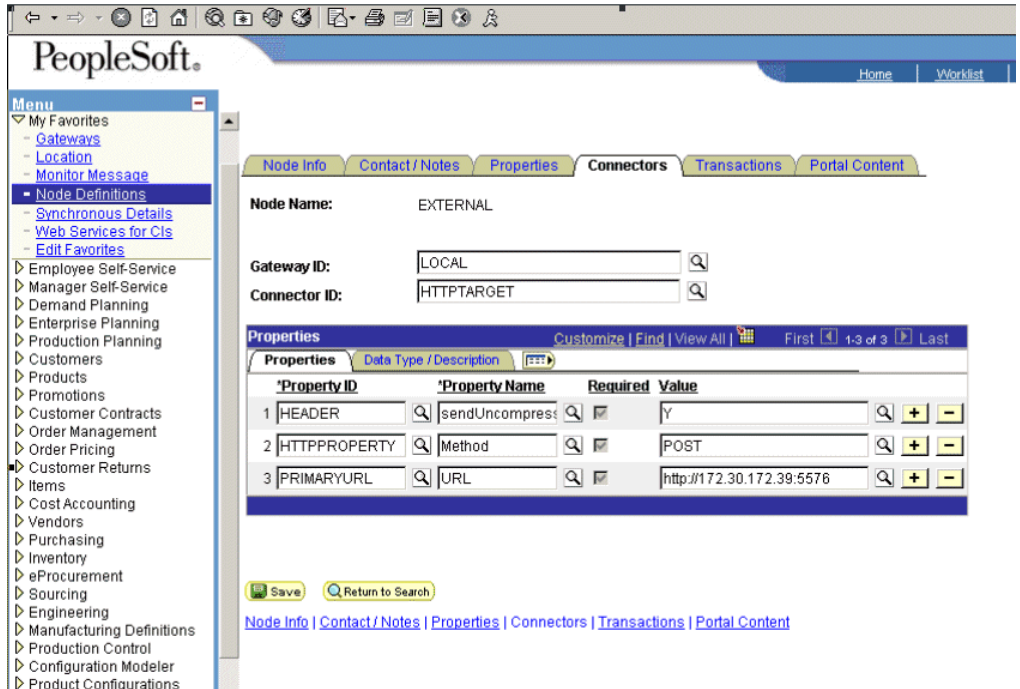 PeopleSoft®
Home | Worklist |
Menu
My Favorites
Gateways
Location
Monitor Message
Node Definitions
Synchronous Details
Web Services for CIs
Edit Favorites
Employee Self-Service
Manager Self-Service
Demand Planning
Enterprise Planning
Production Planning
Customers
Products
Promotions
Customer Contracts
Order Management
Order Pricing
Customer Returns
Items
Cost Accounting
Vendors
Purchasing
Inventory
eProcurement
Sourcing
Engineering
Manufacturing Definitions
Production Control
Configuration Modeler
Product Configurations
Node Info Contact / Notes Properties Connectors Transactions Portal Content
Node Name: EXTERNAL
Gateway ID: LOCAL
Connector ID: HTTPTARGET
Properties Customize | Find | View All | First 1-3 of 3 Last
Properties Data Type / Description
*Property ID *Property Name Required Value
1 HEADER sendUncompress Y
2 HTTPPROPERTY Method POST
3 PRIMARYURL URL http://172.30.172.39:5576
Save Return to Search
Node Info | Contact / Notes | Properties | Connectors | Transactions | Portal Content